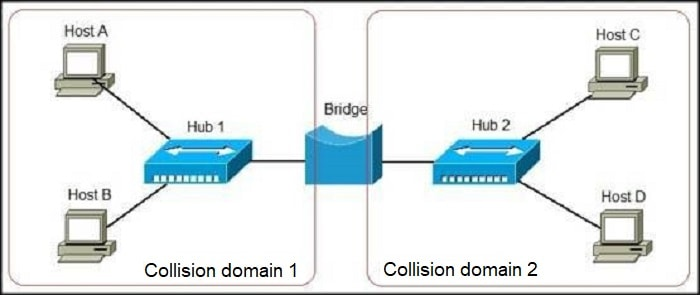 Host A
Host C
Bridge
Hub 1
Hub 2
Host B
Host D
Collision domain 1
Collision domain 2